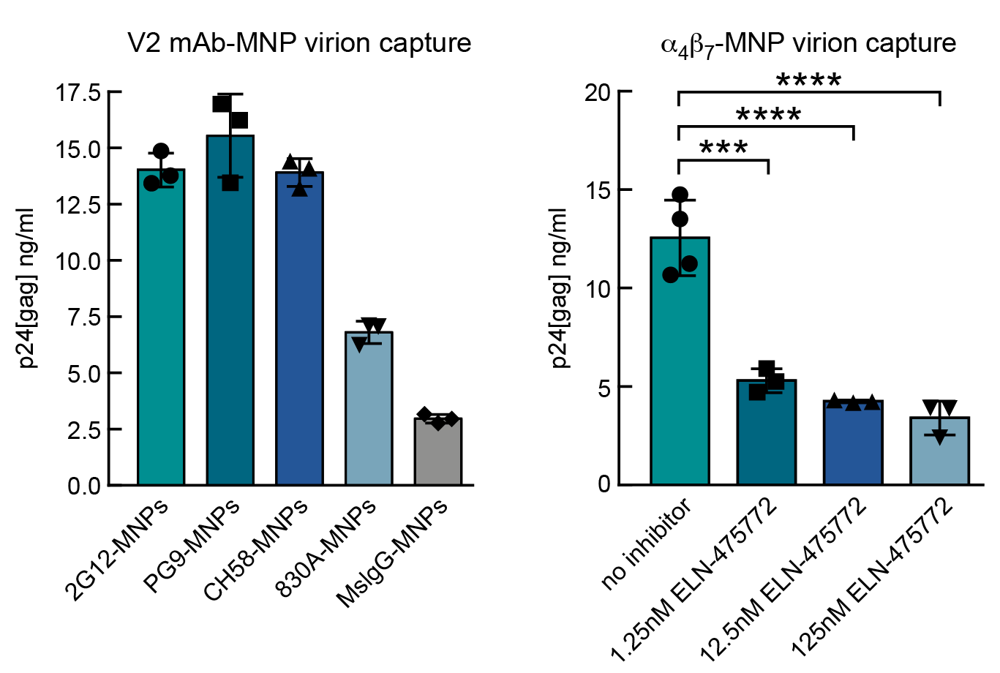 V2 mAb-MNP virion capture
17.5
15.0
12.5
10.0
7.5
5.0
2.5
0.0
p24[gag] ng/ml
2G12-MNPs
PG9-MNPs
CH58-MNPs
830A-MNPs
MsIgG-MNPs
α4β7-MNP virion capture
****
****
***
20
15
10
5
0
p24[gag] ng/ml
no inhibitor
1.25nM ELN-475772
12.5nM ELN-475772
125nM ELN-475772